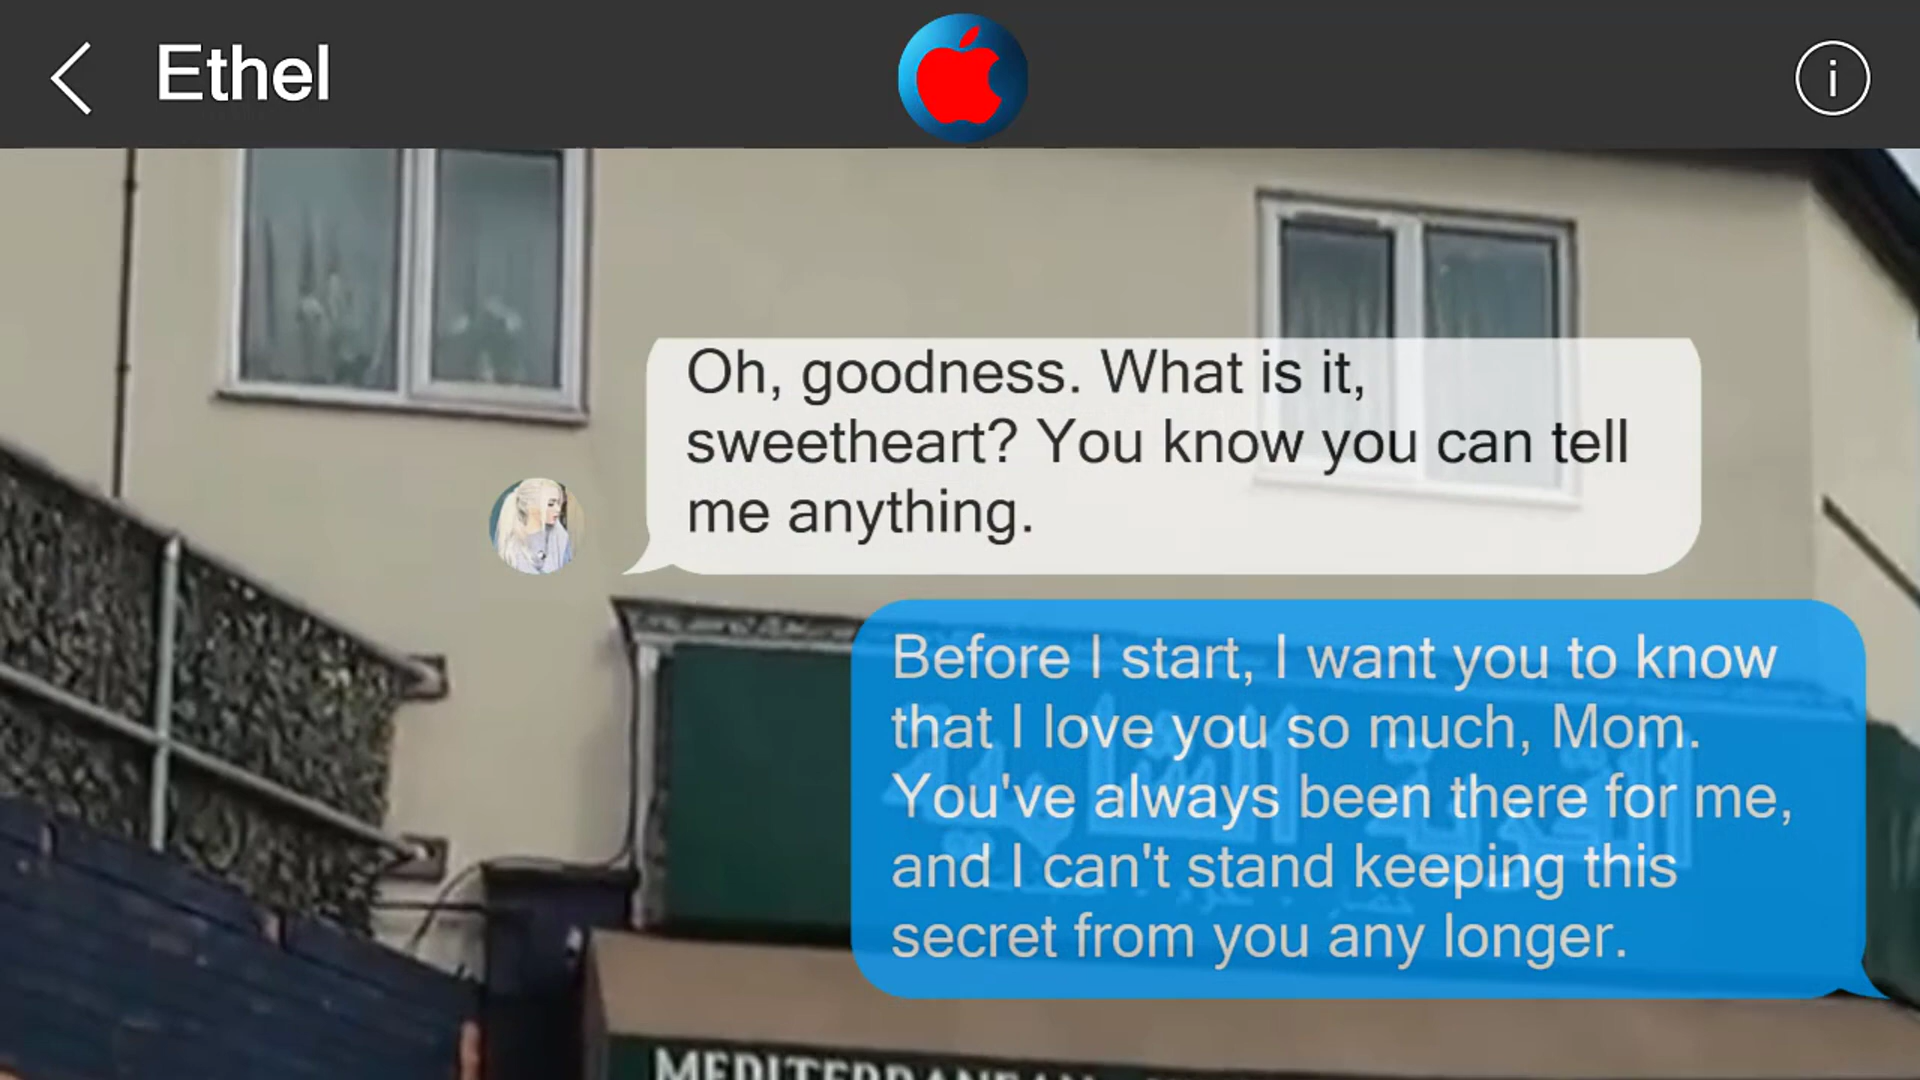 Ethel
Oh, goodness. What is it,
sweetheart? You know you can tell
me anything.
Before I start, I want you to know
that I love you so much, Mom.
You've always been there for me,
and I can't stand keeping this
secret from you any longer.
MEDITERRANEAN